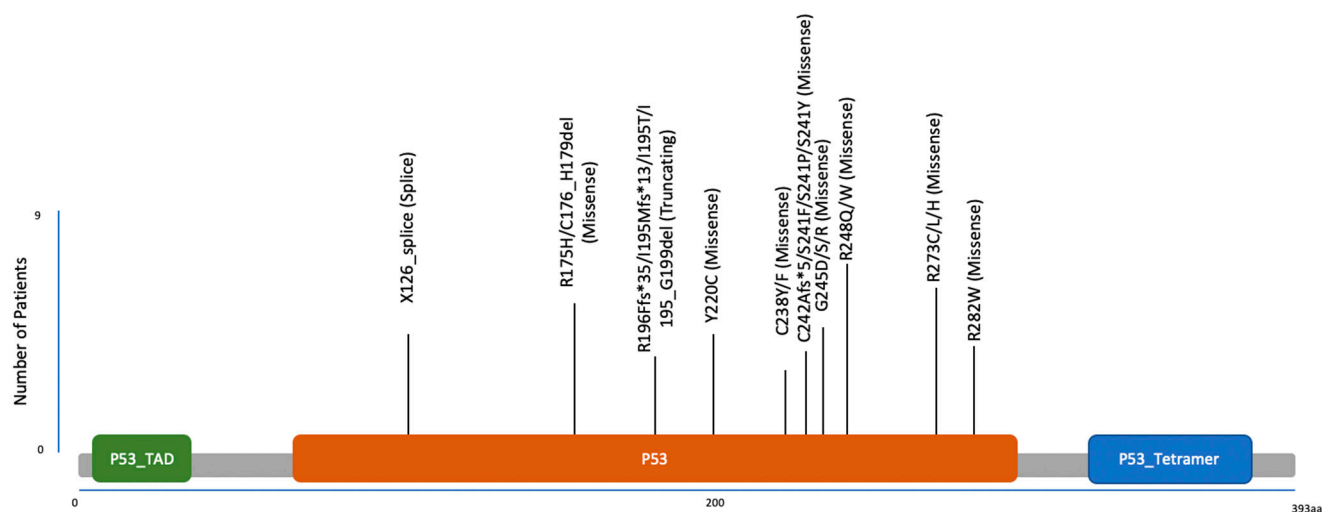 Number of Patients
9
0
X126_splice (Splice)
R175H/C176_H179del
(Missense)
R196Ffs*35/I195Mfs*13/I195T/I
195_G199del (Truncating)
Y220C (Missense)
C238Y/F (Missense)
C242Afs*5/S241F/S241P/S241Y (Missense)
G245D/S/R (Missense)
R248Q/W (Missense)
R273C/L/H (Missense)
R282W (Missense)
P53_TAD
P53
P53_Tetramer
0
200
393aa